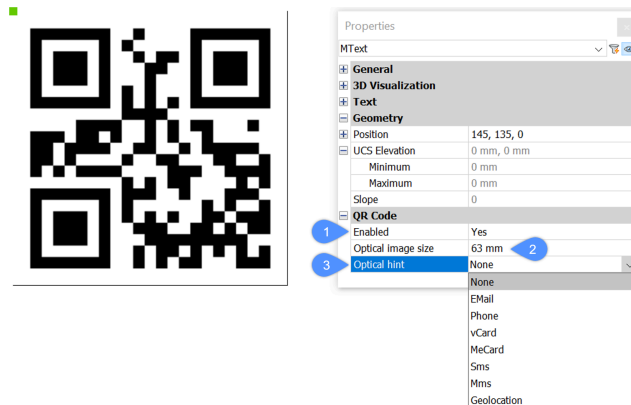 Properties
x
MText
General
3D Visualization
Text
Geometry
Position 145, 135, 0
UCS Elevation 0 mm, 0 mm
Minimum 0 mm
Maximum 0 mm
Slope 0
QR Code
1 Enabled Yes
Optical image size 63 mm 2
3 Optical hint None
None
EMail
Phone
vCard
MeCard
Sms
Mms
Geolocation